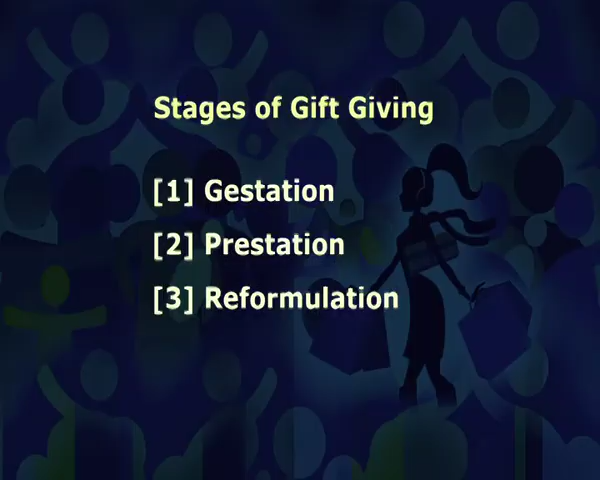 Stages of Gift Giving
[1] Gestation
[2] Prestation
[3] Reformulation